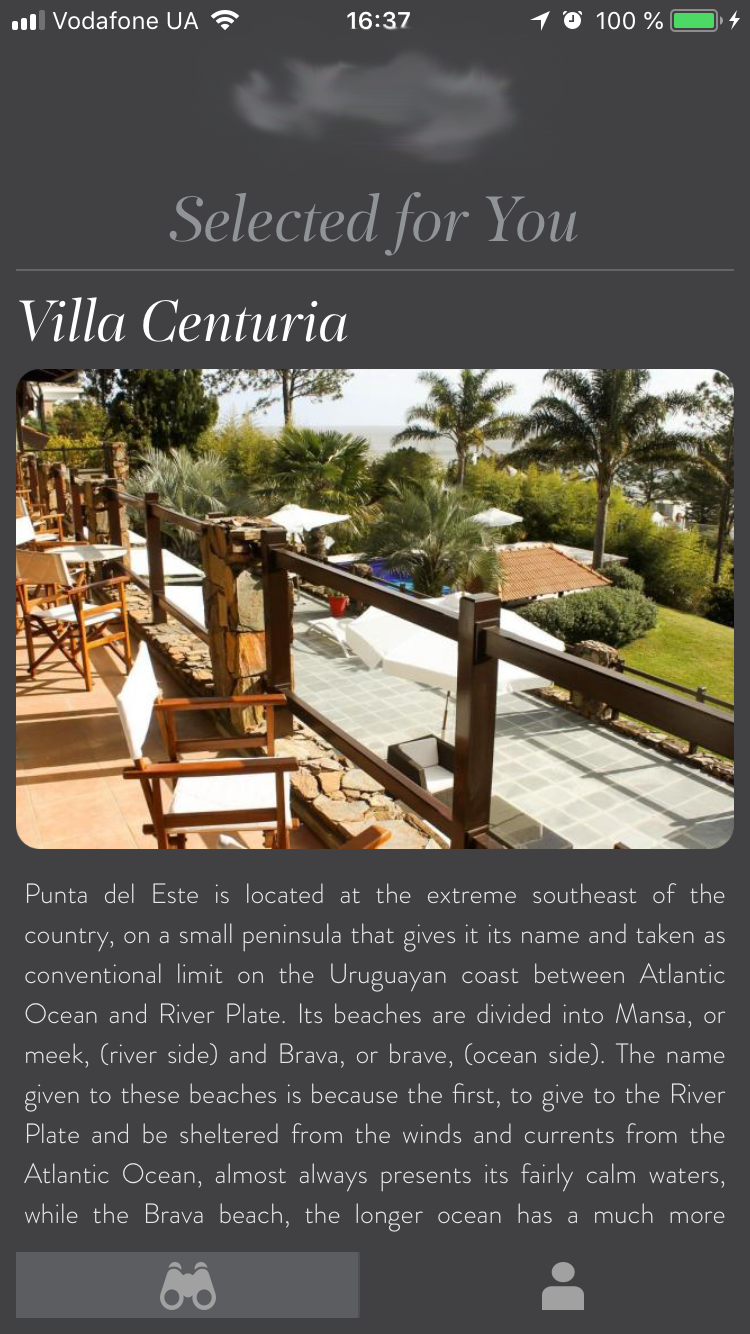 Vodafone UA 16:37 100 %
Selected for You
Villa Centuria
Punta del Este is located at the extreme southeast of the
country, on a small peninsula that gives it its name and taken as
conventional limit on the Uruguayan coast between Atlantic
Ocean and River Plate. Its beaches are divided into Mansa, or
meek, (river side) and Brava, or brave, (ocean side). The name
given to these beaches is because the first, to give to the River
Plate and be sheltered from the winds and currents from the
Atlantic Ocean, almost always presents its fairly calm waters,
while the Brava beach, the longer ocean has a much more